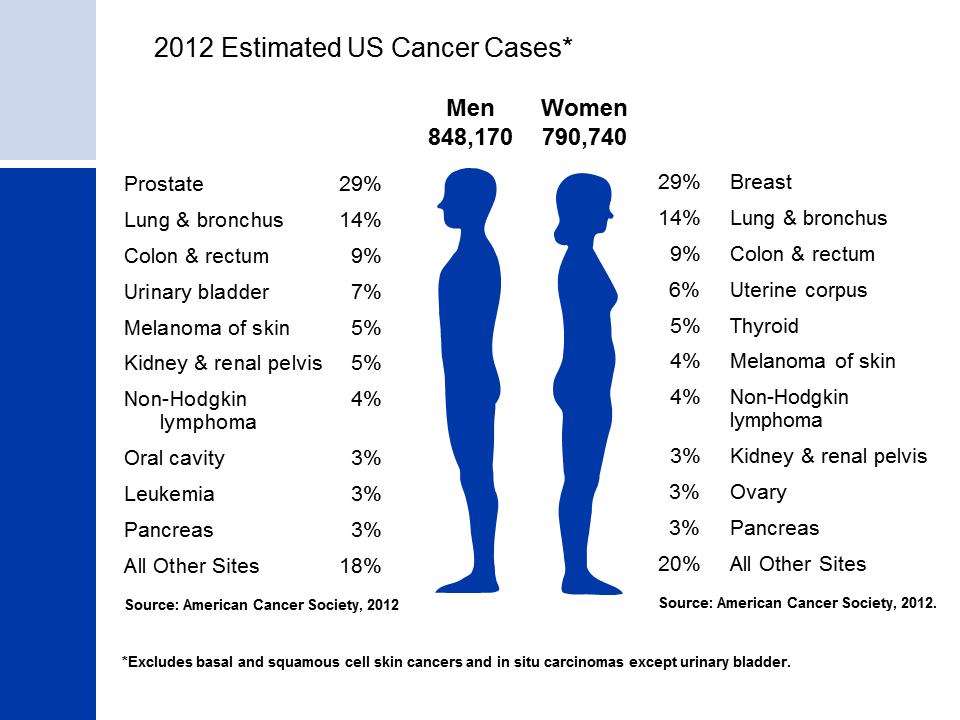 2012 Estimated US Cancer Cases*
Men
848,170
Women
790,740
Prostate 29%
Lung & bronchus 14%
Colon & rectum 9%
Urinary bladder 7%
Melanoma of skin 5%
Kidney & renal pelvis 5%
Non-Hodgkin 4%
lymphoma
Oral cavity 3%
Leukemia 3%
Pancreas 3%
All Other Sites 18%
Source: American Cancer Society, 2012
29% Breast
14% Lung & bronchus
9% Colon & rectum
6% Uterine corpus
5% Thyroid
4% Melanoma of skin
4% Non-Hodgkin
lymphoma
3% Kidney & renal pelvis
3% Ovary
3% Pancreas
20% All Other Sites
Source: American Cancer Society, 2012.
*Excludes basal and squamous cell skin cancers and in situ carcinomas except urinary bladder.